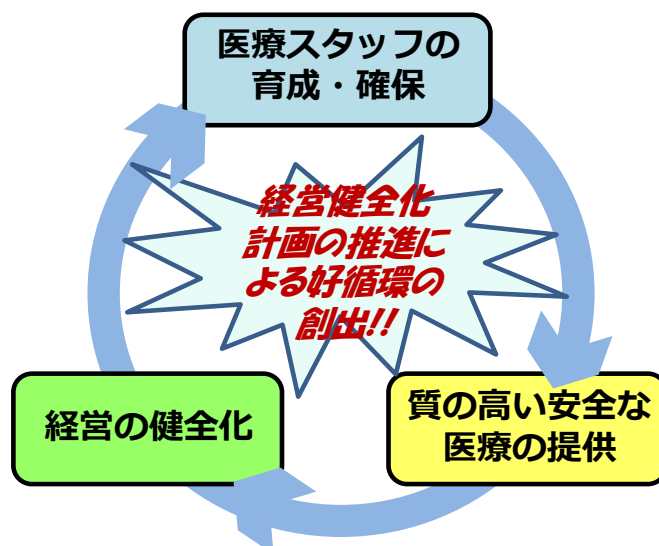 医療スタッフの
育成・確保
経営健全化
計画の推進に
よる好循環の
創出!!
経営の健全化
質の高い安全な
医療の提供